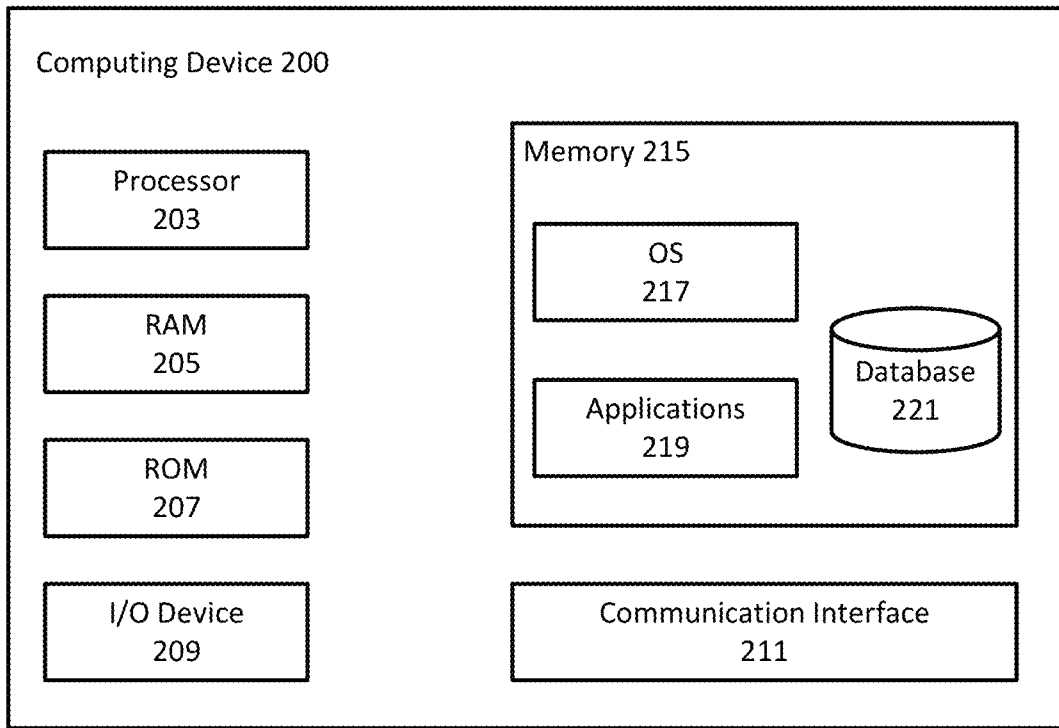 Computing Device 200
Processor
203
RAM
205
ROM
207
I/O Device
209
Memory 215
OS
217
Applications
219
Database
221
Communication Interface
211